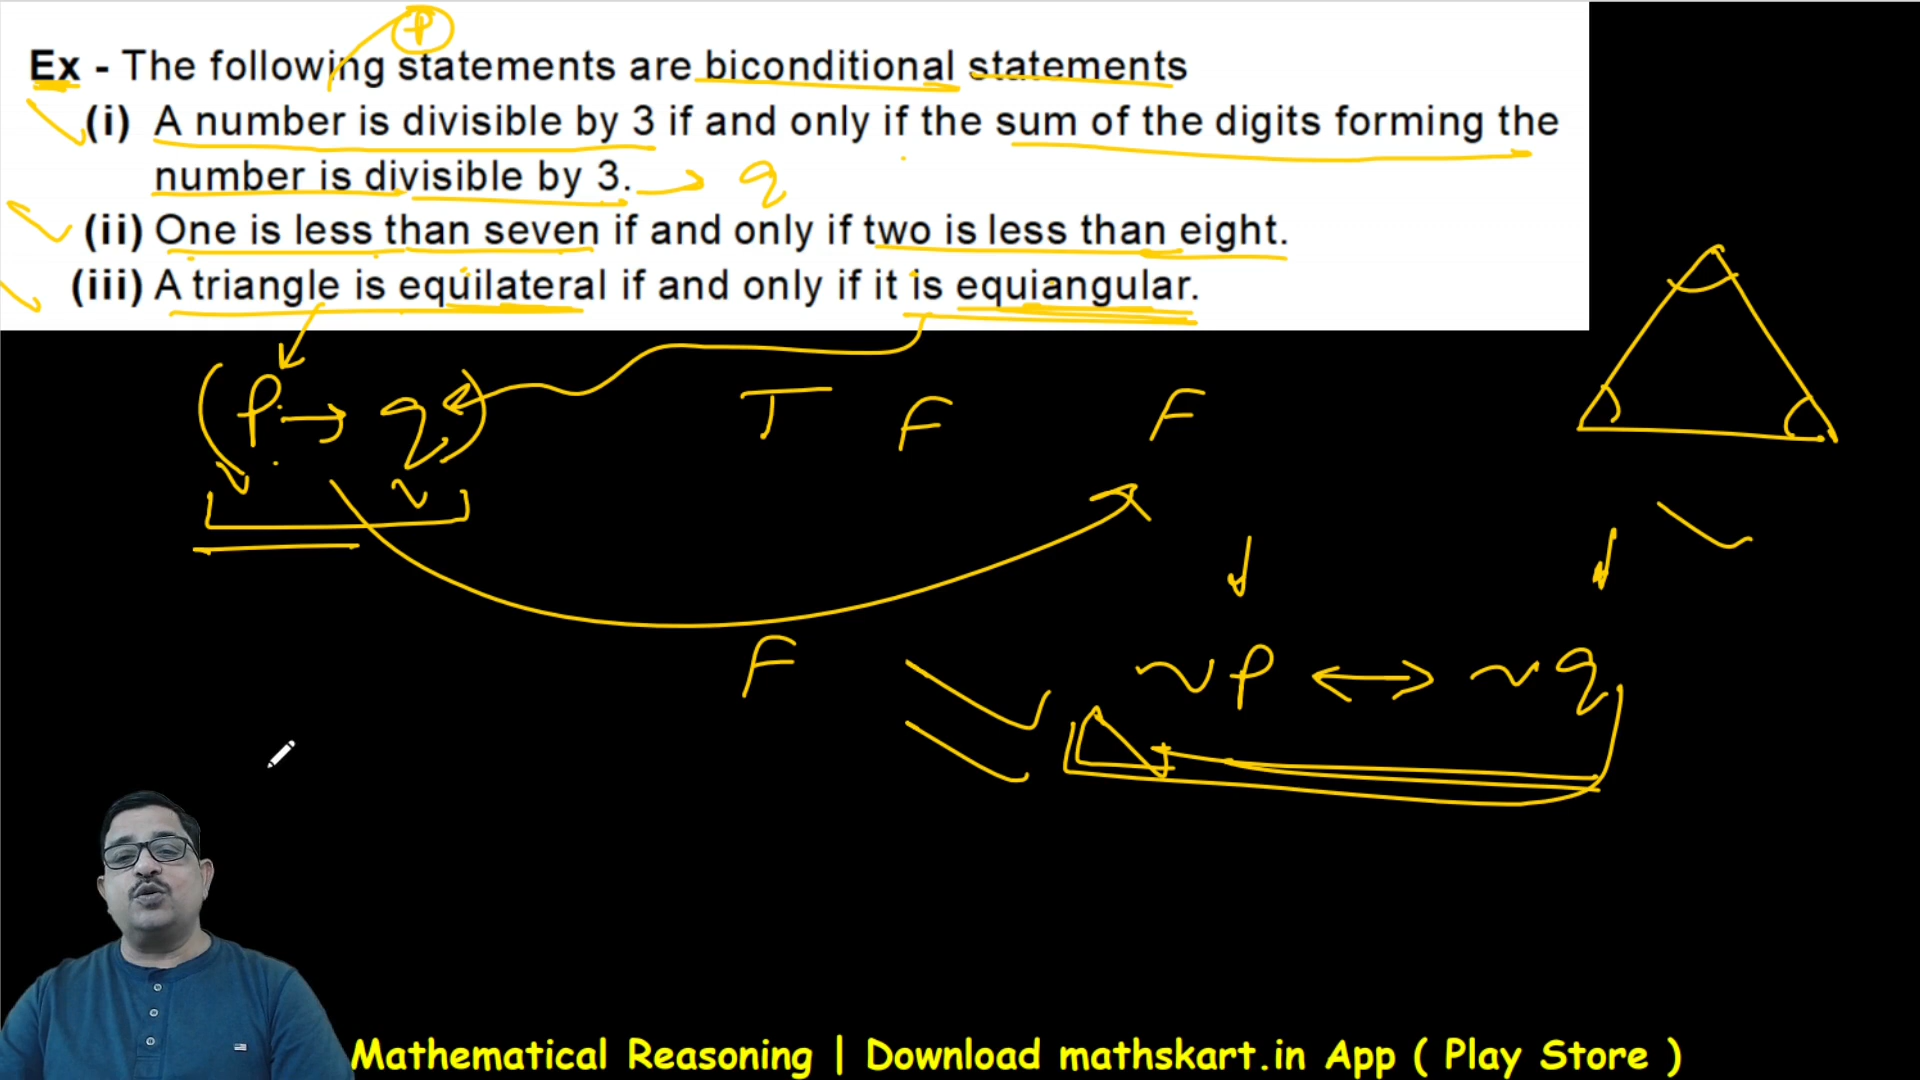 p
Ex - The following statements are biconditional statements
(i) A number is divisible by 3 if and only if the sum of the digits forming the
number is divisible by 3. → q
(ii) One is less than seven if and only if two is less than eight.
(iii) A triangle is equilateral if and only if it is equiangular.
(p → q) T F F
F ~p ↔ ~q
Mathematical Reasoning | Download mathskart.in App ( Play Store )